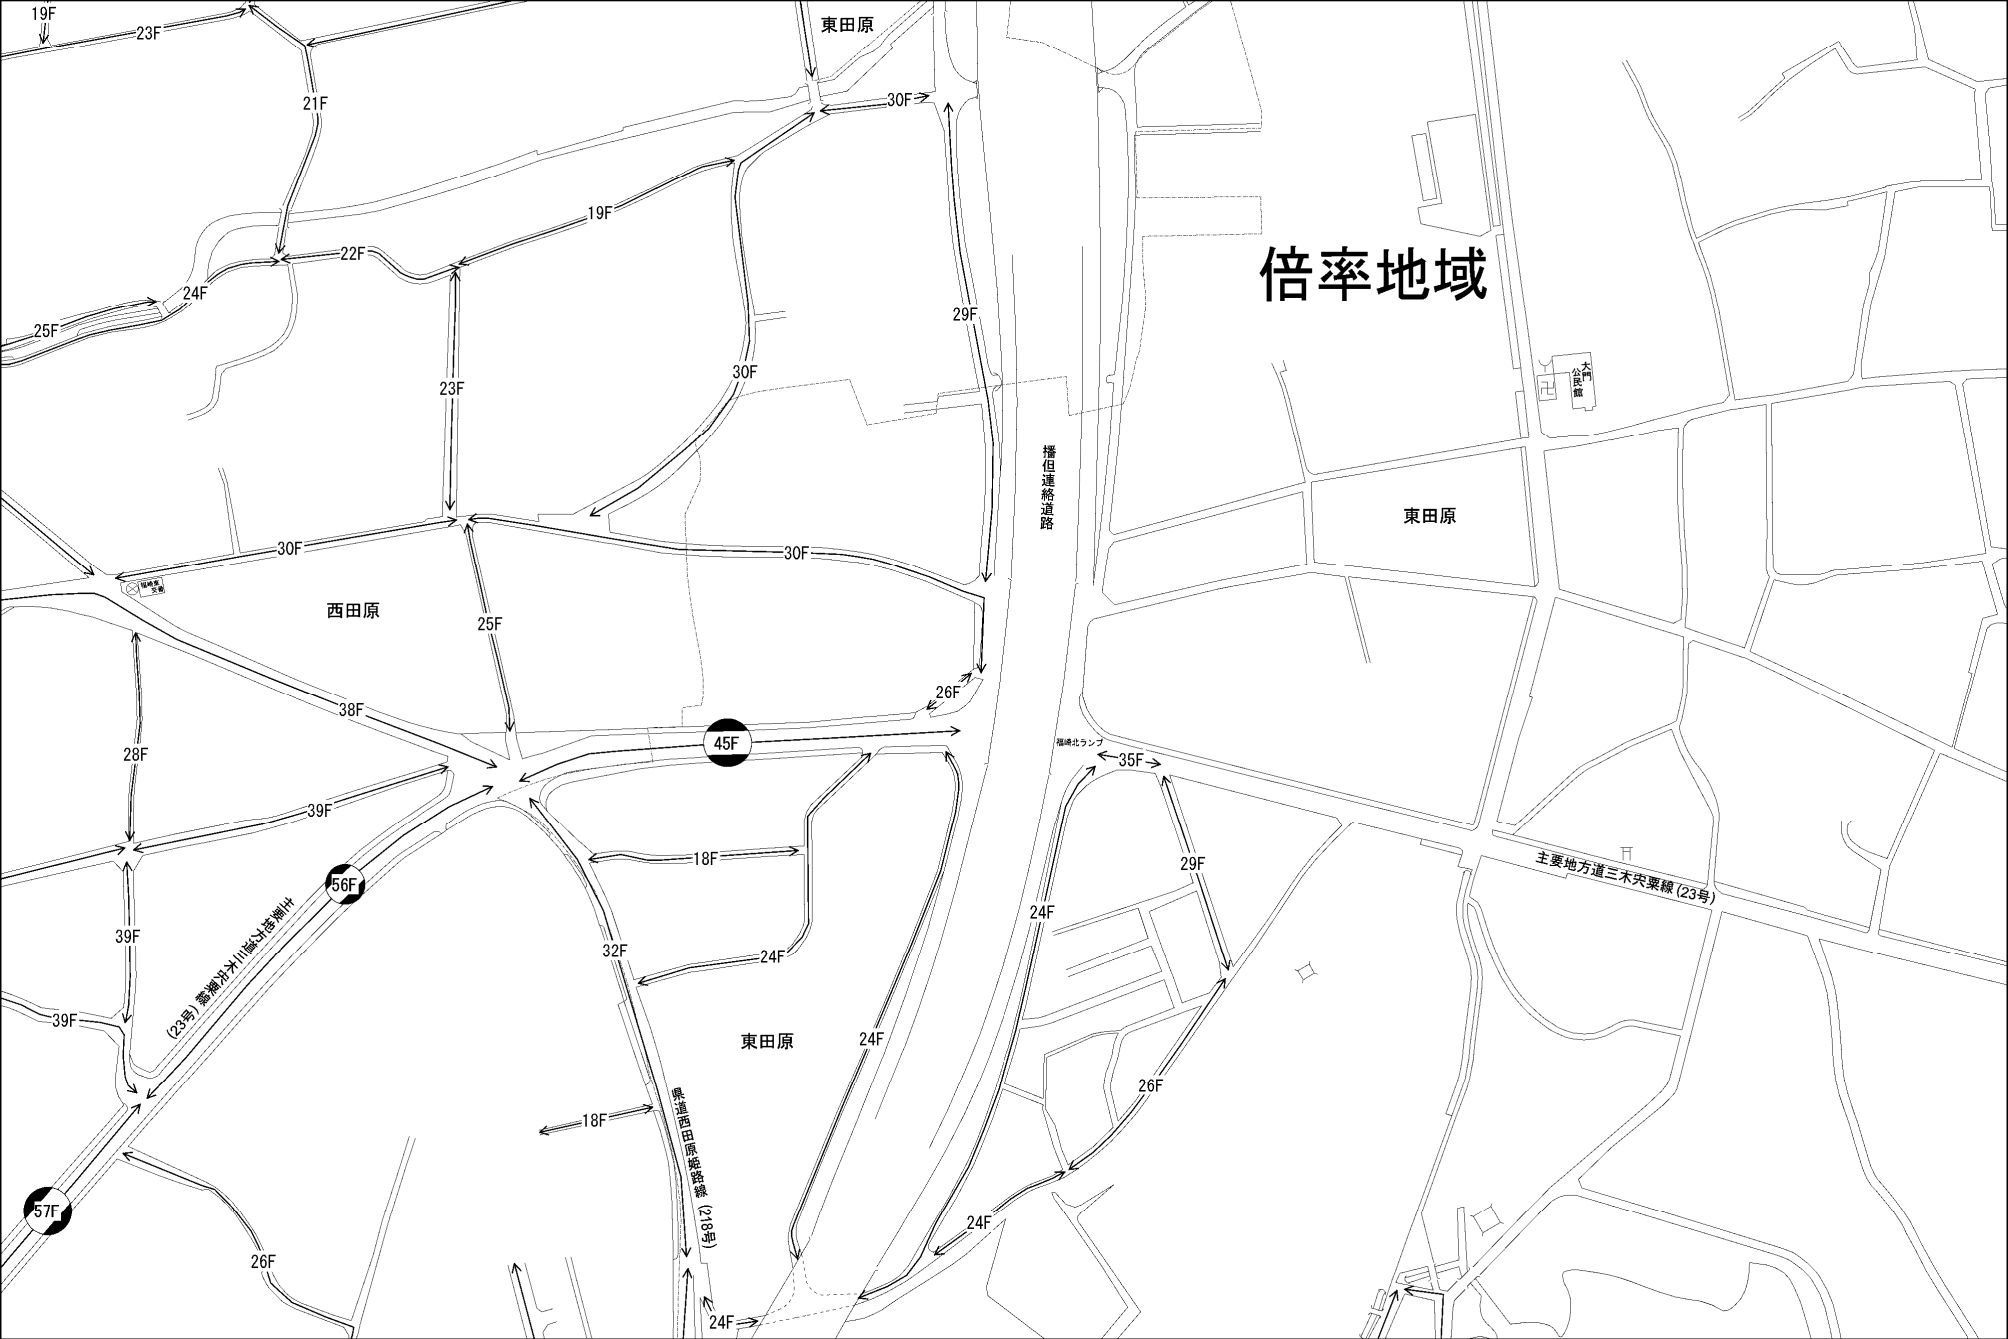 19F
23F
東田原
21F
30F
19F
22F
24F
25F
倍率地域
29F
23F
30F
大門
公民館
播但連絡道路
東田原
30F
30F
福崎東
交番
西田原
25F
26F
38F
45F
福崎北ランプ
35F
28F
39F
18F
29F
主要地方道三木宍粟線(23号)
56F
24F
39F
32F
24F
主要地方道三木宍粟線(23号)
39F
24F
東田原
26F
18F
県道西田原姫路線(218号)
57F
24F
26F
24F